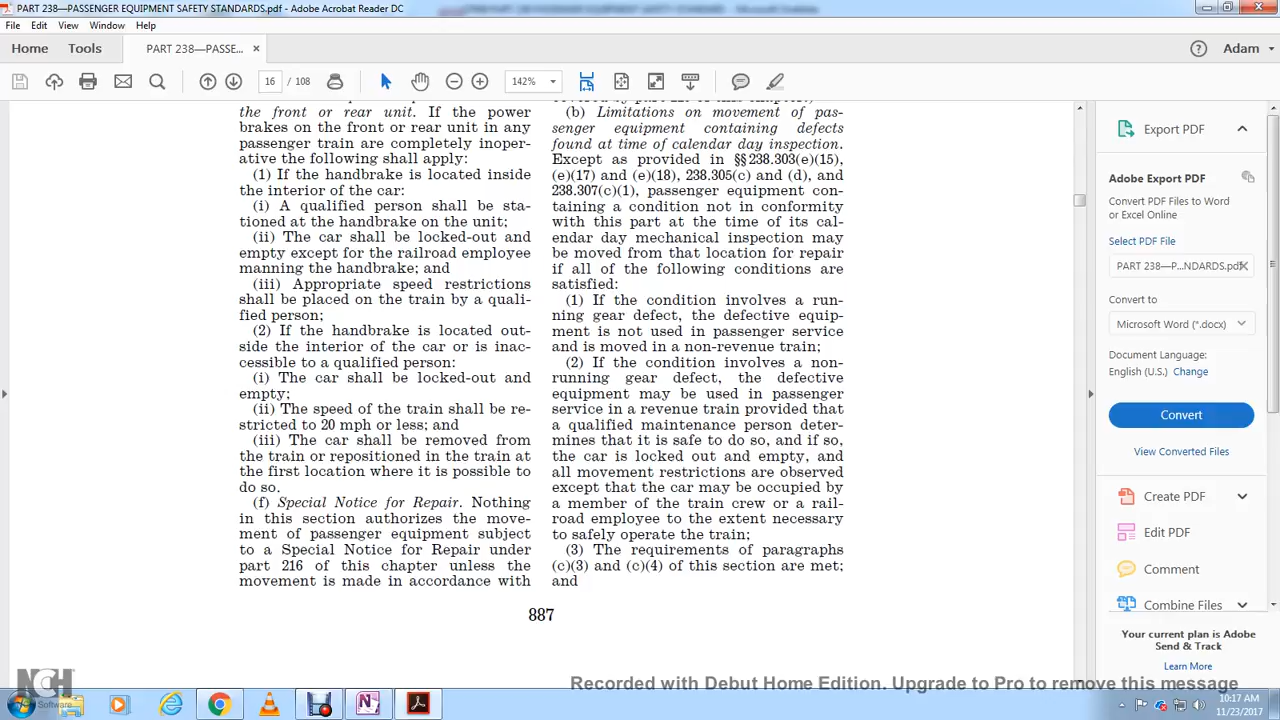 PART 238—PASSENGER EQUIPMENT SAFETY STANDARDS.pdf - Adobe Acrobat Reader DC
File Edit View Window Help
Home Tools PART 238—PASSE... × Adam
16 / 108 142%
the front or rear unit. If the power
brakes on the front or rear unit in any
passenger train are completely inoper-
ative the following shall apply:
(1) If the handbrake is located inside
the interior of the car:
(i) A qualified person shall be sta-
tioned at the handbrake on the unit;
(ii) The car shall be locked-out and
empty except for the railroad employee
manning the handbrake; and
(iii) Appropriate speed restrictions
shall be placed on the train by a quali-
fied person;
(2) If the handbrake is located out-
side the interior of the car or is inac-
cessible to a qualified person:
(i) The car shall be locked-out and
empty;
(ii) The speed of the train shall be re-
stricted to 20 mph or less; and
(iii) The car shall be removed from
the train or repositioned in the train at
the first location where it is possible to
do so.
(f) Special Notice for Repair. Nothing
in this section authorizes the move-
ment of passenger equipment subject
to a Special Notice for Repair under
part 216 of this chapter unless the
movement is made in accordance with
(b) Limitations on movement of pas-
senger equipment containing defects
found at time of calendar day inspection.
Except as provided in §§238.303(e)(15),
(e)(17) and (e)(18), 238.305(c) and (d), and
238.307(c)(1), passenger equipment con-
taining a condition not in conformity
with this part at the time of its cal-
endar day mechanical inspection may
be moved from that location for repair
if all of the following conditions are
satisfied:
(1) If the condition involves a run-
ning gear defect, the defective equip-
ment is not used in passenger service
and is moved in a non-revenue train;
(2) If the condition involves a non-
running gear defect, the defective
equipment may be used in passenger
service in a revenue train provided that
a qualified maintenance person deter-
mines that it is safe to do so, and if so,
the car is locked out and empty, and
all movement restrictions are observed
except that the car may be occupied by
a member of the train crew or a rail-
road employee to the extent necessary
to safely operate the train;
(3) The requirements of paragraphs
(c)(3) and (c)(4) of this section are met;
and
887
Export PDF
Adobe Export PDF
Convert PDF Files to Word
or Excel Online
Select PDF File
PART 238—P...NDARDS.pdf
Convert to
Microsoft Word (*.docx)
Document Language:
English (U.S.) Change
Convert
View Converted Files
Create PDF
Edit PDF
Comment
Combine Files
Your current plan is Adobe
Send & Track
Learn More
NCH
Software
Recorded with Debut Home Edition. Upgrade to Pro to remove this message
10:17 AM
11/23/2017